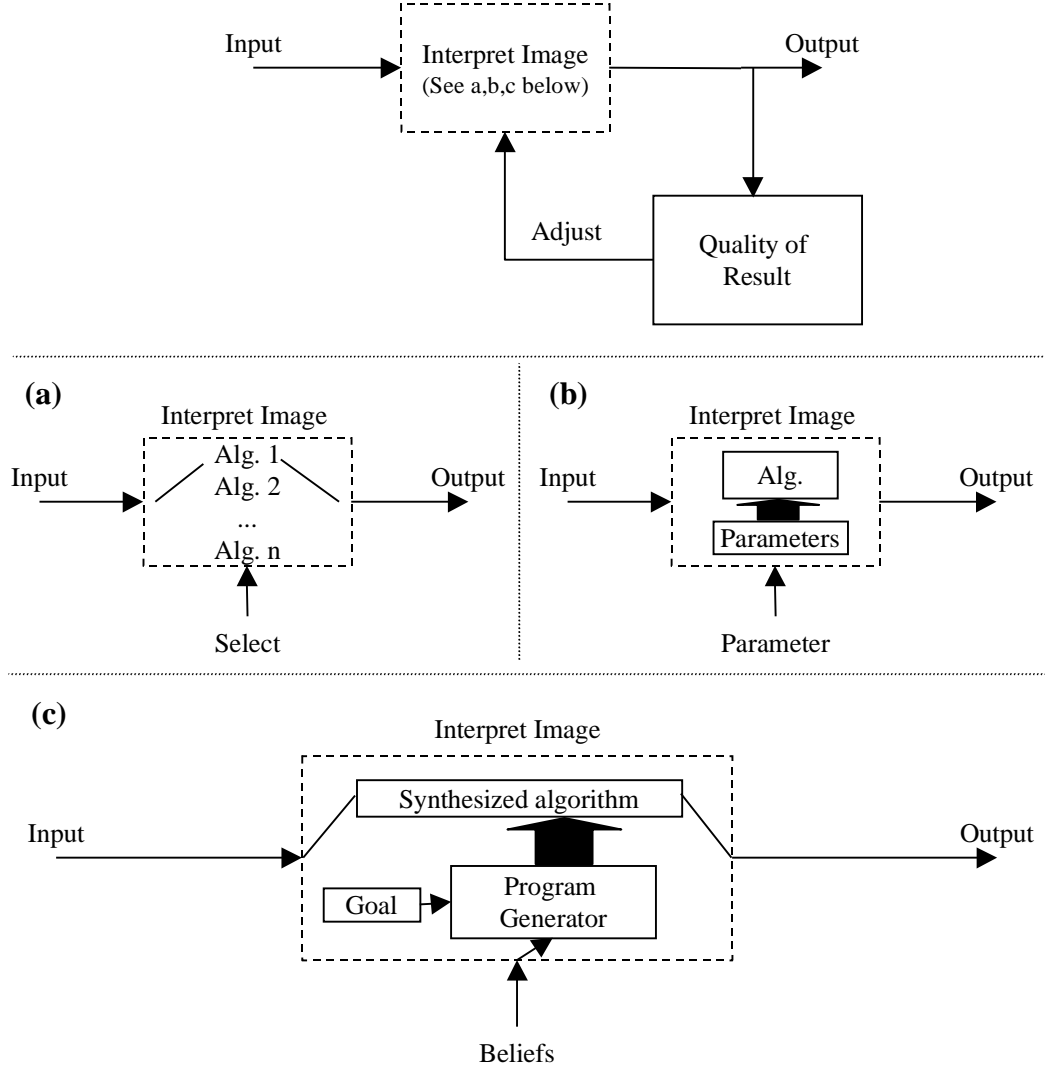 Input
Interpret Image
(See a,b,c below)
Output
Adjust
Quality of
Result
(a)
Interpret Image
Input
Alg. 1
Alg. 2
...
Alg. n
Output
Select
(b)
Interpret Image
Input
Alg.
Parameters
Output
Parameter
(c)
Interpret Image
Input
Synthesized algorithm
Output
Goal
Program
Generator
Beliefs